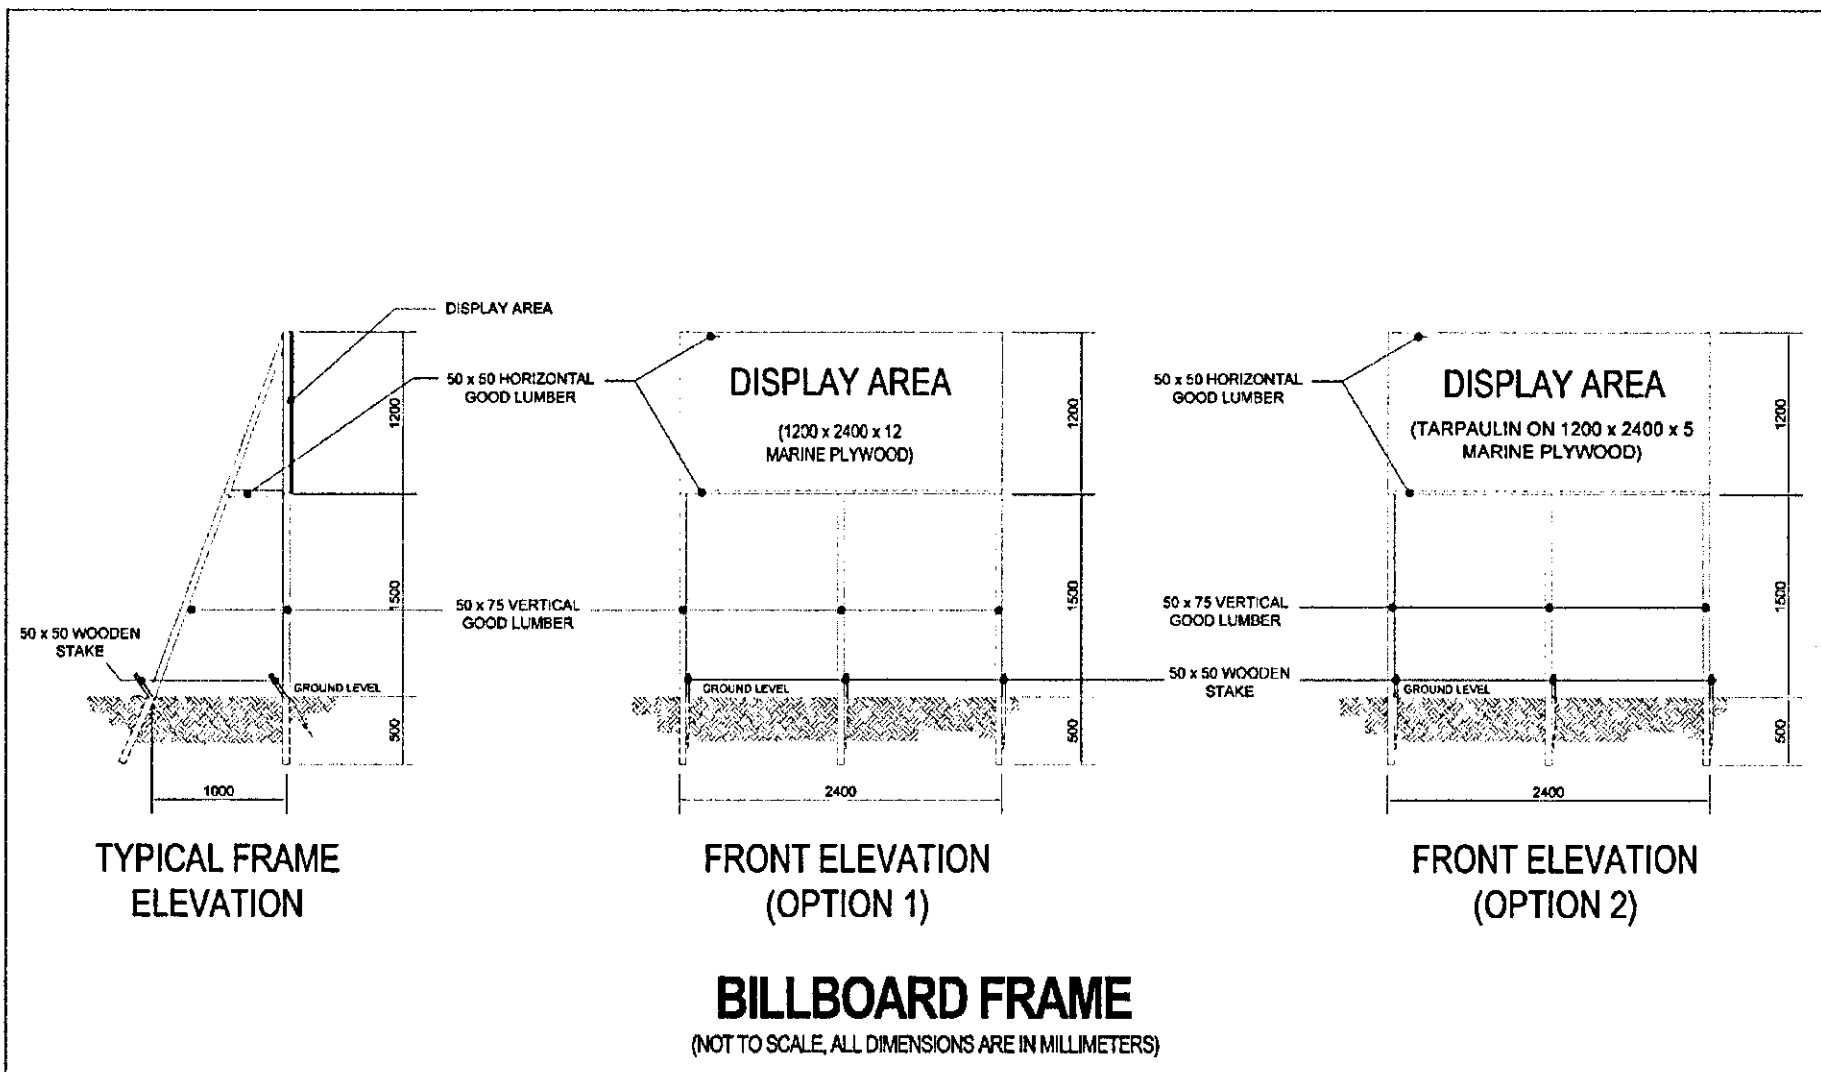 DISPLAY AREA
50 x 50 HORIZONTAL
GOOD LUMBER
1200
1500
50 x 75 VERTICAL
GOOD LUMBER
50 x 50 WOODEN
STAKE
GROUND LEVEL
500
1000
TYPICAL FRAME
ELEVATION
DISPLAY AREA
(1200 x 2400 x 12
MARINE PLYWOOD)
1200
1500
GROUND LEVEL
500
2400
FRONT ELEVATION
(OPTION 1)
50 x 50 HORIZONTAL
GOOD LUMBER
DISPLAY AREA
(TARPAULIN ON 1200 x 2400 x 5
MARINE PLYWOOD)
1200
50 x 75 VERTICAL
GOOD LUMBER
1500
50 x 50 WOODEN
STAKE
GROUND LEVEL
500
2400
FRONT ELEVATION
(OPTION 2)
BILLBOARD FRAME
(NOT TO SCALE, ALL DIMENSIONS ARE IN MILLIMETERS)